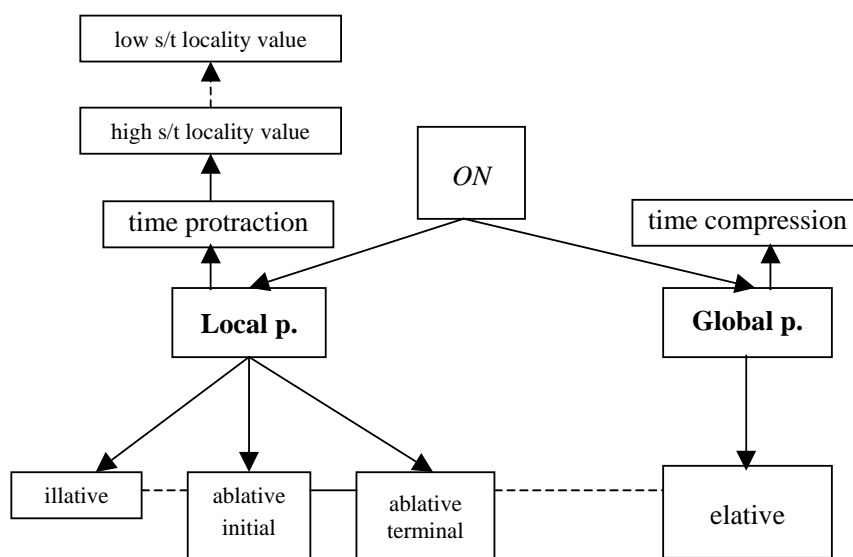 low s/t locality value
high s/t locality value
ON
time protraction
time compression
Local p.
Global p.
illative
ablative
initial
ablative
terminal
elative